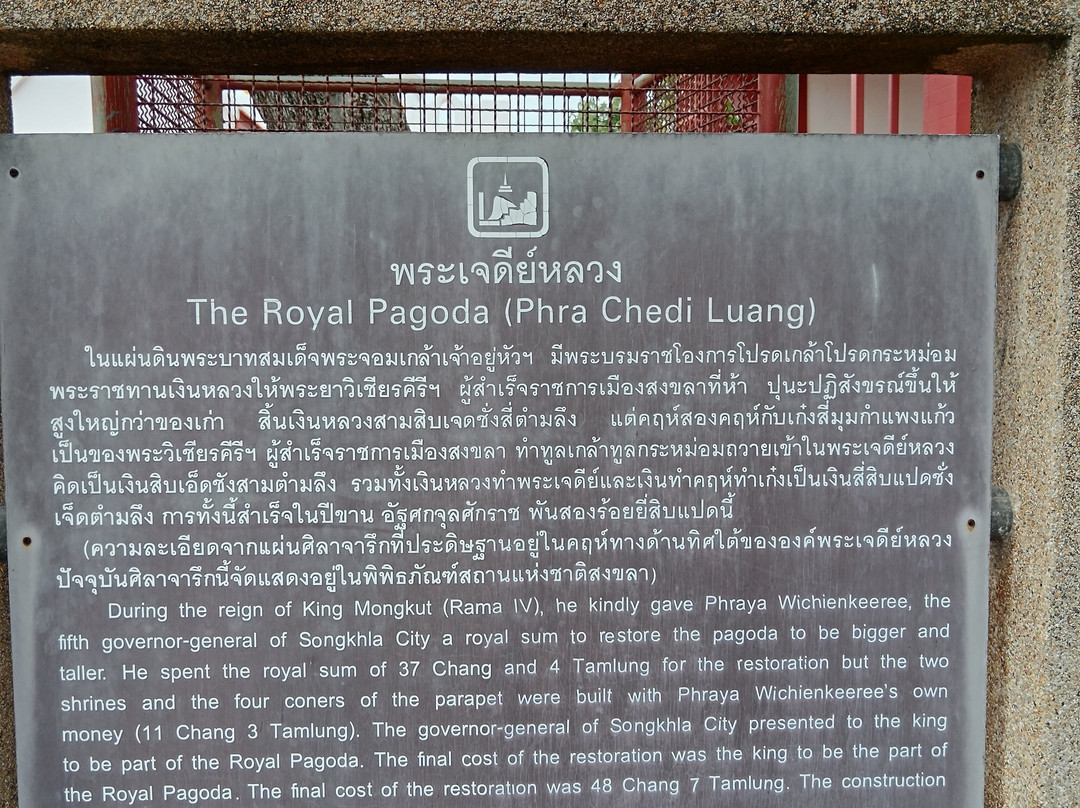 พระเจดีย์หลวง
The Royal Pagoda (Phra Chedi Luang)
ในแผ่นดินพระบาทสมเด็จพระจอมเกล้าเจ้าอยู่หัวฯ มีพระบรมราชโองการโปรดเกล้าโปรดกระหม่อม
พระราชทานเงินหลวงให้พระยาวิเชียรคีรีฯ ผู้สำเร็จราชการเมืองสงขลาที่ห้า ปุนะปฏิสังขรณ์ขึ้นให้
สูงใหญ่กว่าของเก่า สิ้นเงินหลวงสามสิบเจดชั่งสี่ตำมลึง แต่คฤห์สองคฤห์กับเก๋งสี่มุมกำแพงแก้ว
เป็นของพระวิเชียรคีรีฯ ผู้สำเร็จราชการเมืองสงขลา ทำทูลเกล้าทูลกระหม่อมถวายเข้าในพระเจดีย์หลวง
คิดเป็นเงินสิบเอ็ดชังสามตำมลึง รวมทั้งเงินหลวงทำพระเจดีย์และเงินทำคฤห์ทำเก๋งเป็นเงินสี่สิบแปดชั่ง
เจ็ดตำมลึง การทั้งนี้สำเร็จในปีขาน อัฐศกจุลศักราช พันสองร้อยยี่สิบแปดนี้
(ความละเอียดจากแผ่นศิลาจารึกที่ประดิษฐานอยู่ในคฤห์ทางด้านทิศใต้ขององค์พระเจดีย์หลวง
ปัจจุบันศิลาจารึกนี้จัดแสดงอยู่ในพิพิธภัณฑ์สถานแห่งชาติสงขลา)
During the reign of King Mongkut (Rama IV), he kindly gave Phraya Wichienkeeree, the
fifth governor-general of Songkhla City a royal sum to restore the pagoda to be bigger and
taller. He spent the royal sum of 37 Chang and 4 Tamlung for the restoration but the two
shrines and the four coners of the parapet were built with Phraya Wichienkeeree's own
money (11 Chang 3 Tamlung). The governor-general of Songkhla City presented to the king
to be part of the Royal Pagoda. The final cost of the restoration was the king to be the part of
the Royal Pagoda. The final cost of the restoration was 48 Chang 7 Tamlung. The construction